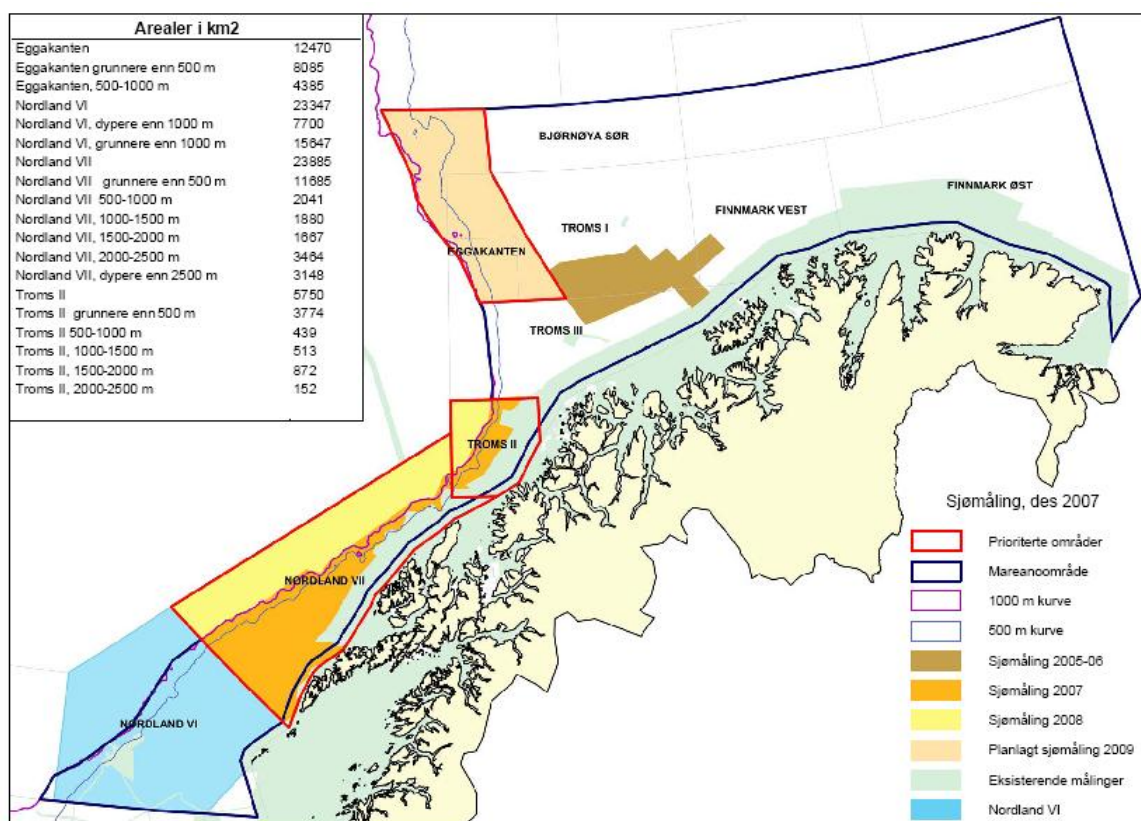 Arealer i km2
Eggakanten 12470
Eggakanten grunnere enn 500 m 8085
Eggakanten, 500-1000 m 4385
Nordland VI 23347
Nordland VI, dypere enn 1000 m 7700
Nordland VI, grunnere enn 1000 m 15647
Nordland VII 23885
Nordland VII grunnere enn 500 m 11685
Nordland VII 500-1000 m 2041
Nordland VII, 1000-1500 m 1880
Nordland VII, 1500-2000 m 1667
Nordland VII, 2000-2500 m 3464
Nordland VII, dypere enn 2500 m 3148
Troms II 5750
Troms II grunnere enn 500 m 3774
Troms II 500-1000 m 439
Troms II, 1000-1500 m 513
Troms II, 1500-2000 m 872
Troms II, 2000-2500 m 152
BJØRNØYA SØR
FINNMARK ØST
FINNMARK VEST
TROMS I
EGGAKANTEN
TROMS III
TROMS II
NORDLAND VII
NORDLAND VI
Sjømåling, des 2007
Prioriterte områder
Mareanoområde
1000 m kurve
500 m kurve
Sjømåling 2005-06
Sjømåling 2007
Sjømåling 2008
Planlagt sjømåling 2009
Eksisterende målinger
Nordland VI